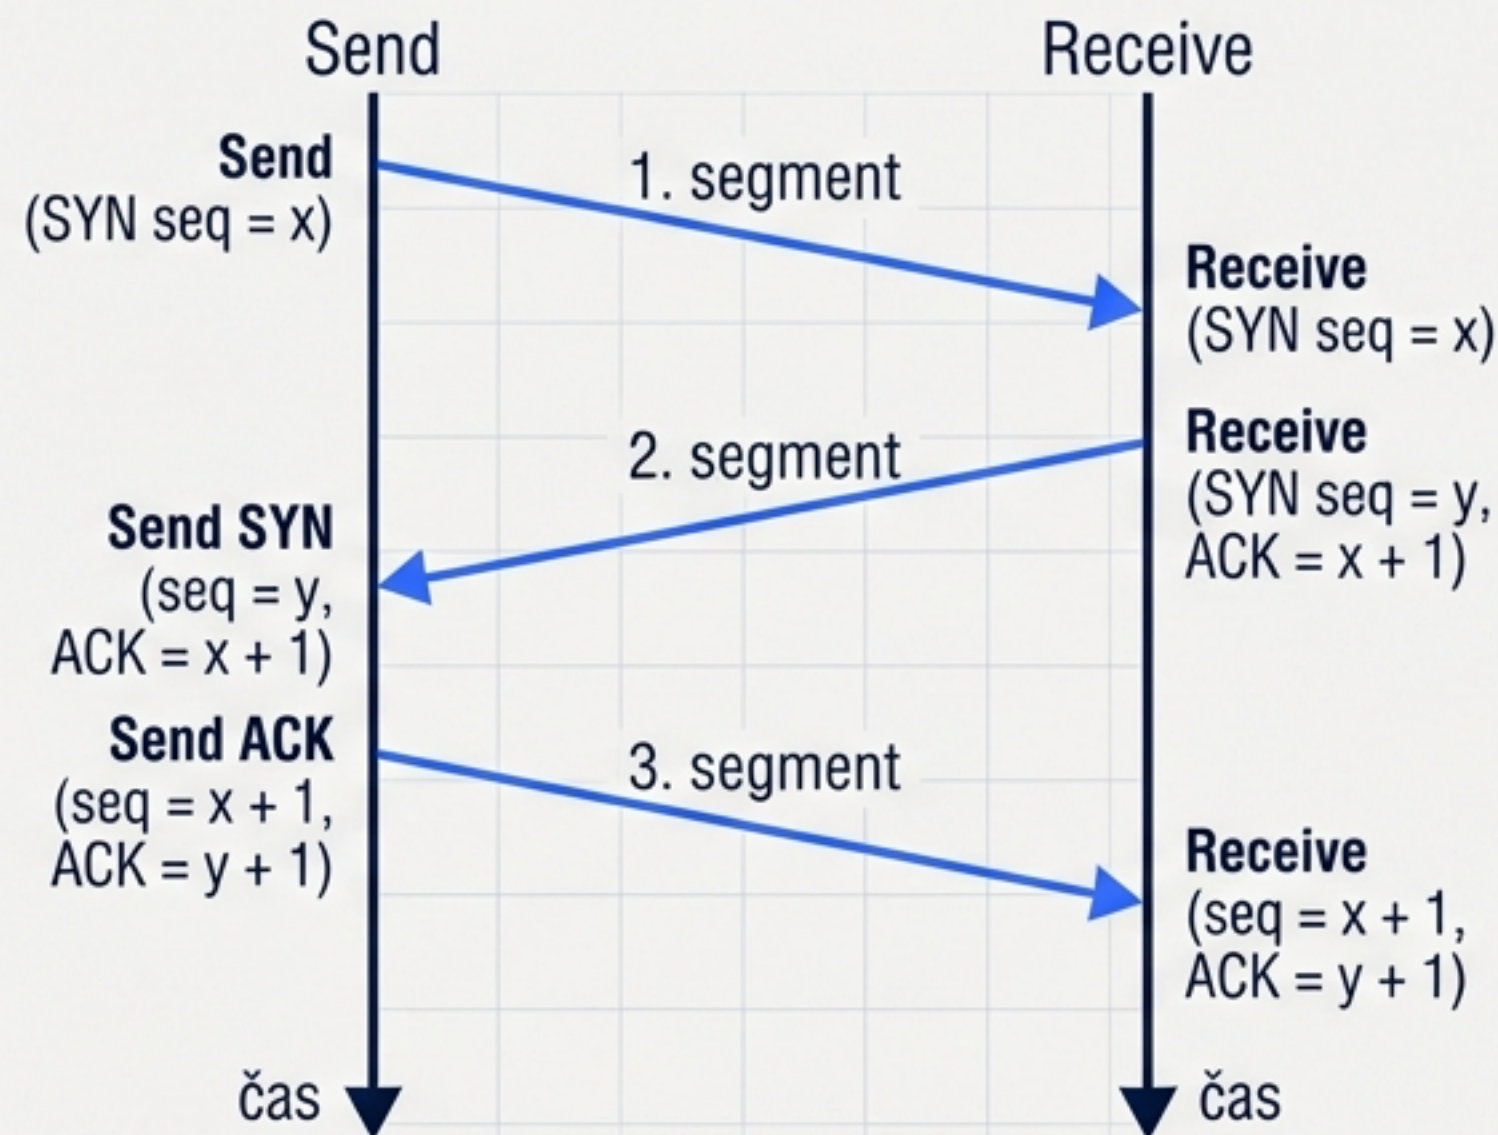 Send
Receive
Send
(SYN seq = x)
1. segment
Receive
(SYN seq = x)
2. segment
Receive
(SYN seq = y,
ACK = x + 1)
Send SYN
(seq = y,
ACK = x + 1)
Send ACK
(seq = x + 1,
ACK = y + 1)
3. segment
Receive
(seq = x + 1,
ACK = y + 1)
čas
čas